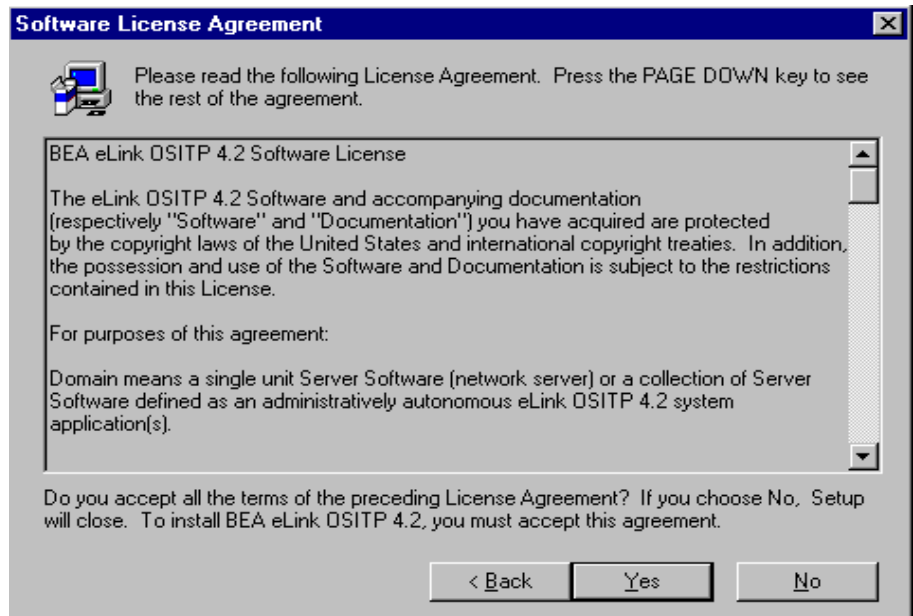 Software License Agreement
Please read the following License Agreement. Press the PAGE DOWN key to see
the rest of the agreement.
BEA eLink OSITP 4.2 Software License
The eLink OSITP 4.2 Software and accompanying documentation
(respectively "Software" and "Documentation") you have acquired are protected
by the copyright laws of the United States and international copyright treaties. In addition,
the possession and use of the Software and Documentation is subject to the restrictions
contained in this License.
For purposes of this agreement:
Domain means a single unit Server Software (network server) or a collection of Server
Software defined as an administratively autonomous eLink OSITP 4.2 system
application(s).
Do you accept all the terms of the preceding License Agreement? If you choose No, Setup
will close. To install BEA eLink OSITP 4.2, you must accept this agreement.
< Back Yes No